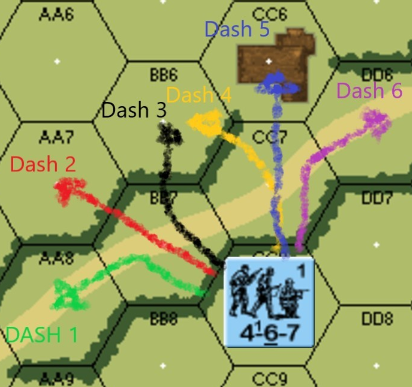 AA6
CC6
Dash 5
BB6
DD6
Dash 4
Dash 6
Dash 3
AA7
CC7
Dash 2
BB7
DD7
AA8
1
4¹-6-7
BB8
DD8
DASH 1
AA9
CC9